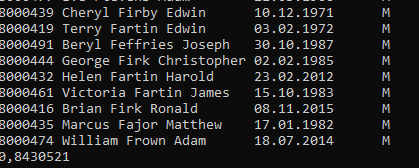 8000439 Cheryl Firby Edwin 10.12.1971 M
8000419 Terry Fartin Edwin 03.02.1972 M
8000491 Beryl Feffries Joseph 30.10.1987 M
8000444 George Firk Christopher 02.02.1985 M
8000432 Helen Fartin Harold 23.02.2012 M
8000461 Victoria Fartin James 15.10.1983 M
8000416 Brian Firk Ronald 08.11.2015 M
8000435 Marcus Fajor Matthew 17.01.1982 M
8000474 William Frown Adam 18.07.2014 M
0,8430521